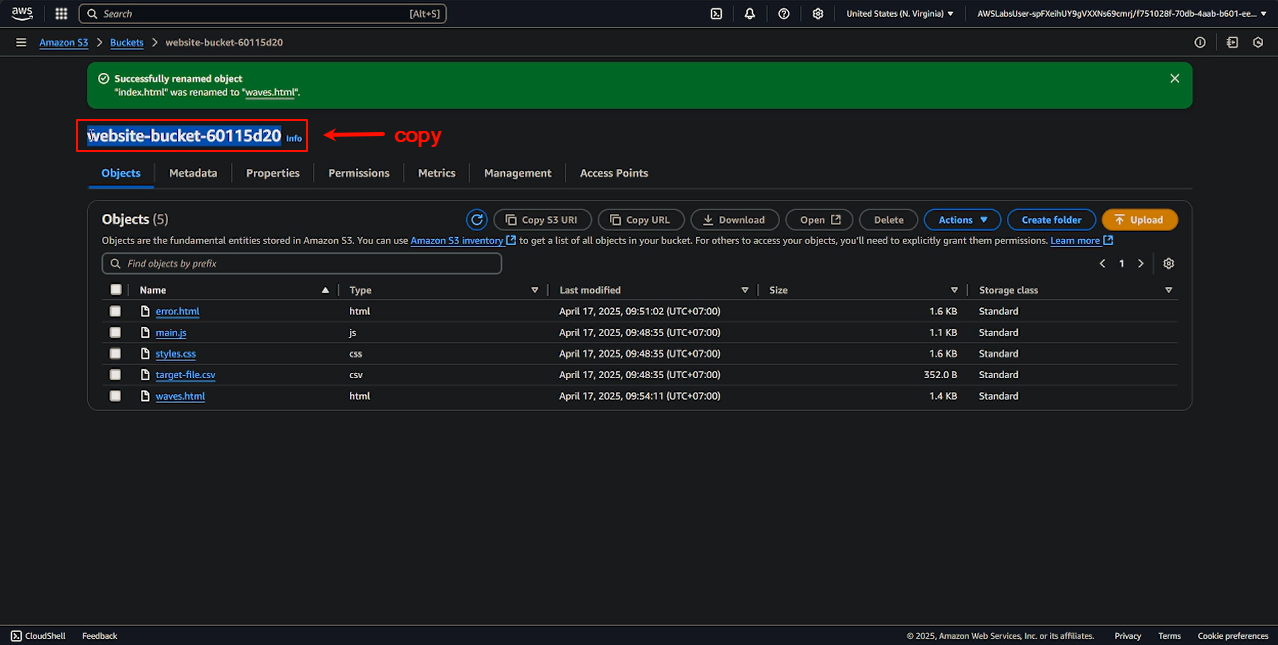 aws Search [Alt+S] United States (N. Virginia) AWSLabsUser-spFXeihUY9gVXXNs69cmrj/f751028f-70db-4aab-b601-ee...
Amazon S3 > Buckets > website-bucket-60115d20
Successfully renamed object
"index.html" was renamed to "waves.html".
website-bucket-60115d20 Info copy
Objects Metadata Properties Permissions Metrics Management Access Points
Objects (5) Copy S3 URI Copy URL Download Open Delete Actions Create folder Upload
Objects are the fundamental entities stored in Amazon S3. You can use Amazon S3 inventory to get a list of all objects in your bucket. For others to access your objects, you'll need to explicitly grant them permissions. Learn more
Find objects by prefix 1
Name Type Last modified Size Storage class
error.html html April 17, 2025, 09:51:02 (UTC+07:00) 1.6 KB Standard
main.js js April 17, 2025, 09:48:35 (UTC+07:00) 1.1 KB Standard
styles.css css April 17, 2025, 09:48:35 (UTC+07:00) 1.6 KB Standard
target-file.csv csv April 17, 2025, 09:48:35 (UTC+07:00) 352.0 B Standard
waves.html html April 17, 2025, 09:54:11 (UTC+07:00) 1.4 KB Standard
CloudShell Feedback © 2025, Amazon Web Services, Inc. or its affiliates. Privacy Terms Cookie preferences